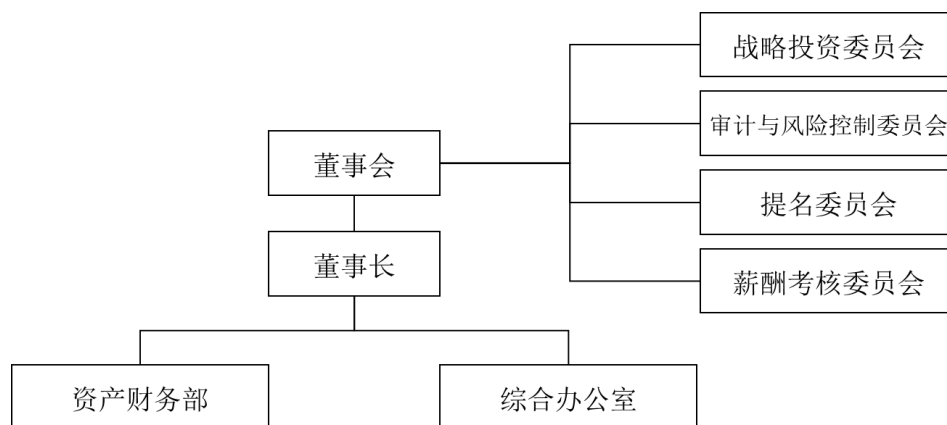 战略投资委员会
审计与风险控制委员会
董事会
提名委员会
董事长
薪酬考核委员会
资产财务部
综合办公室